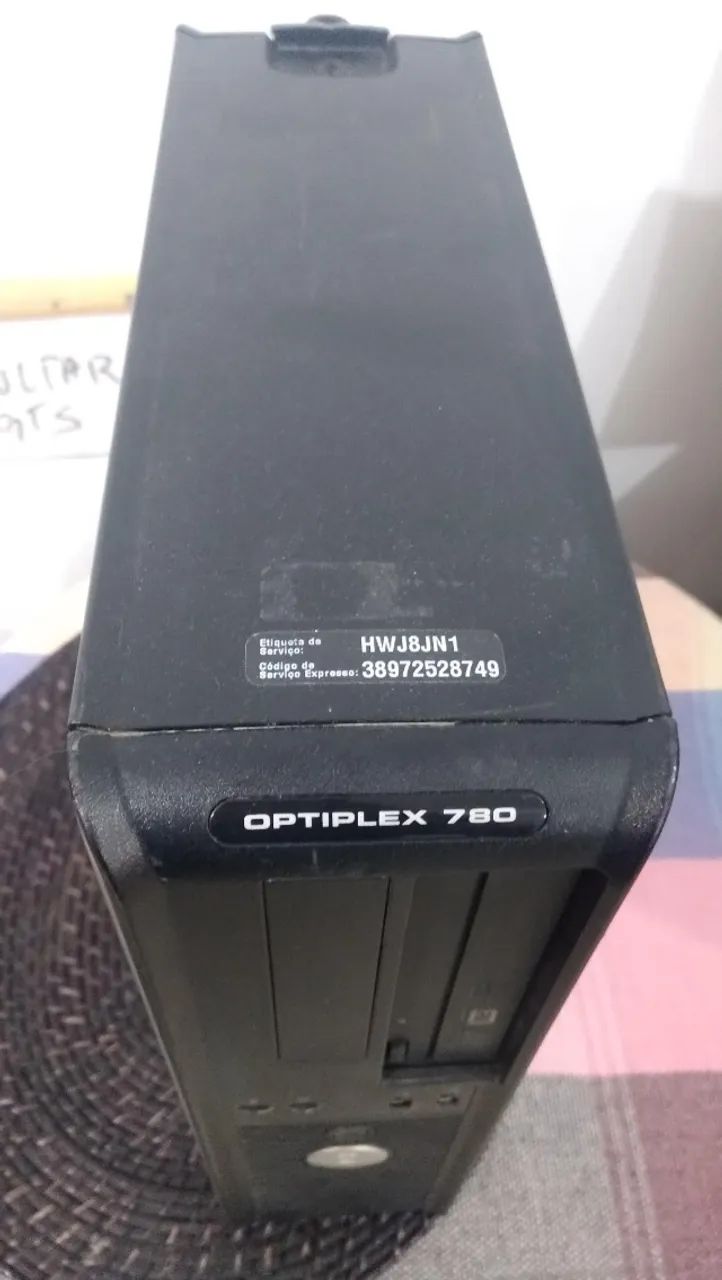 Etiqueta de
Serviço: HWJ8JN1
Código de
Serviço Expresso: 38972528749
OPTIPLEX 780